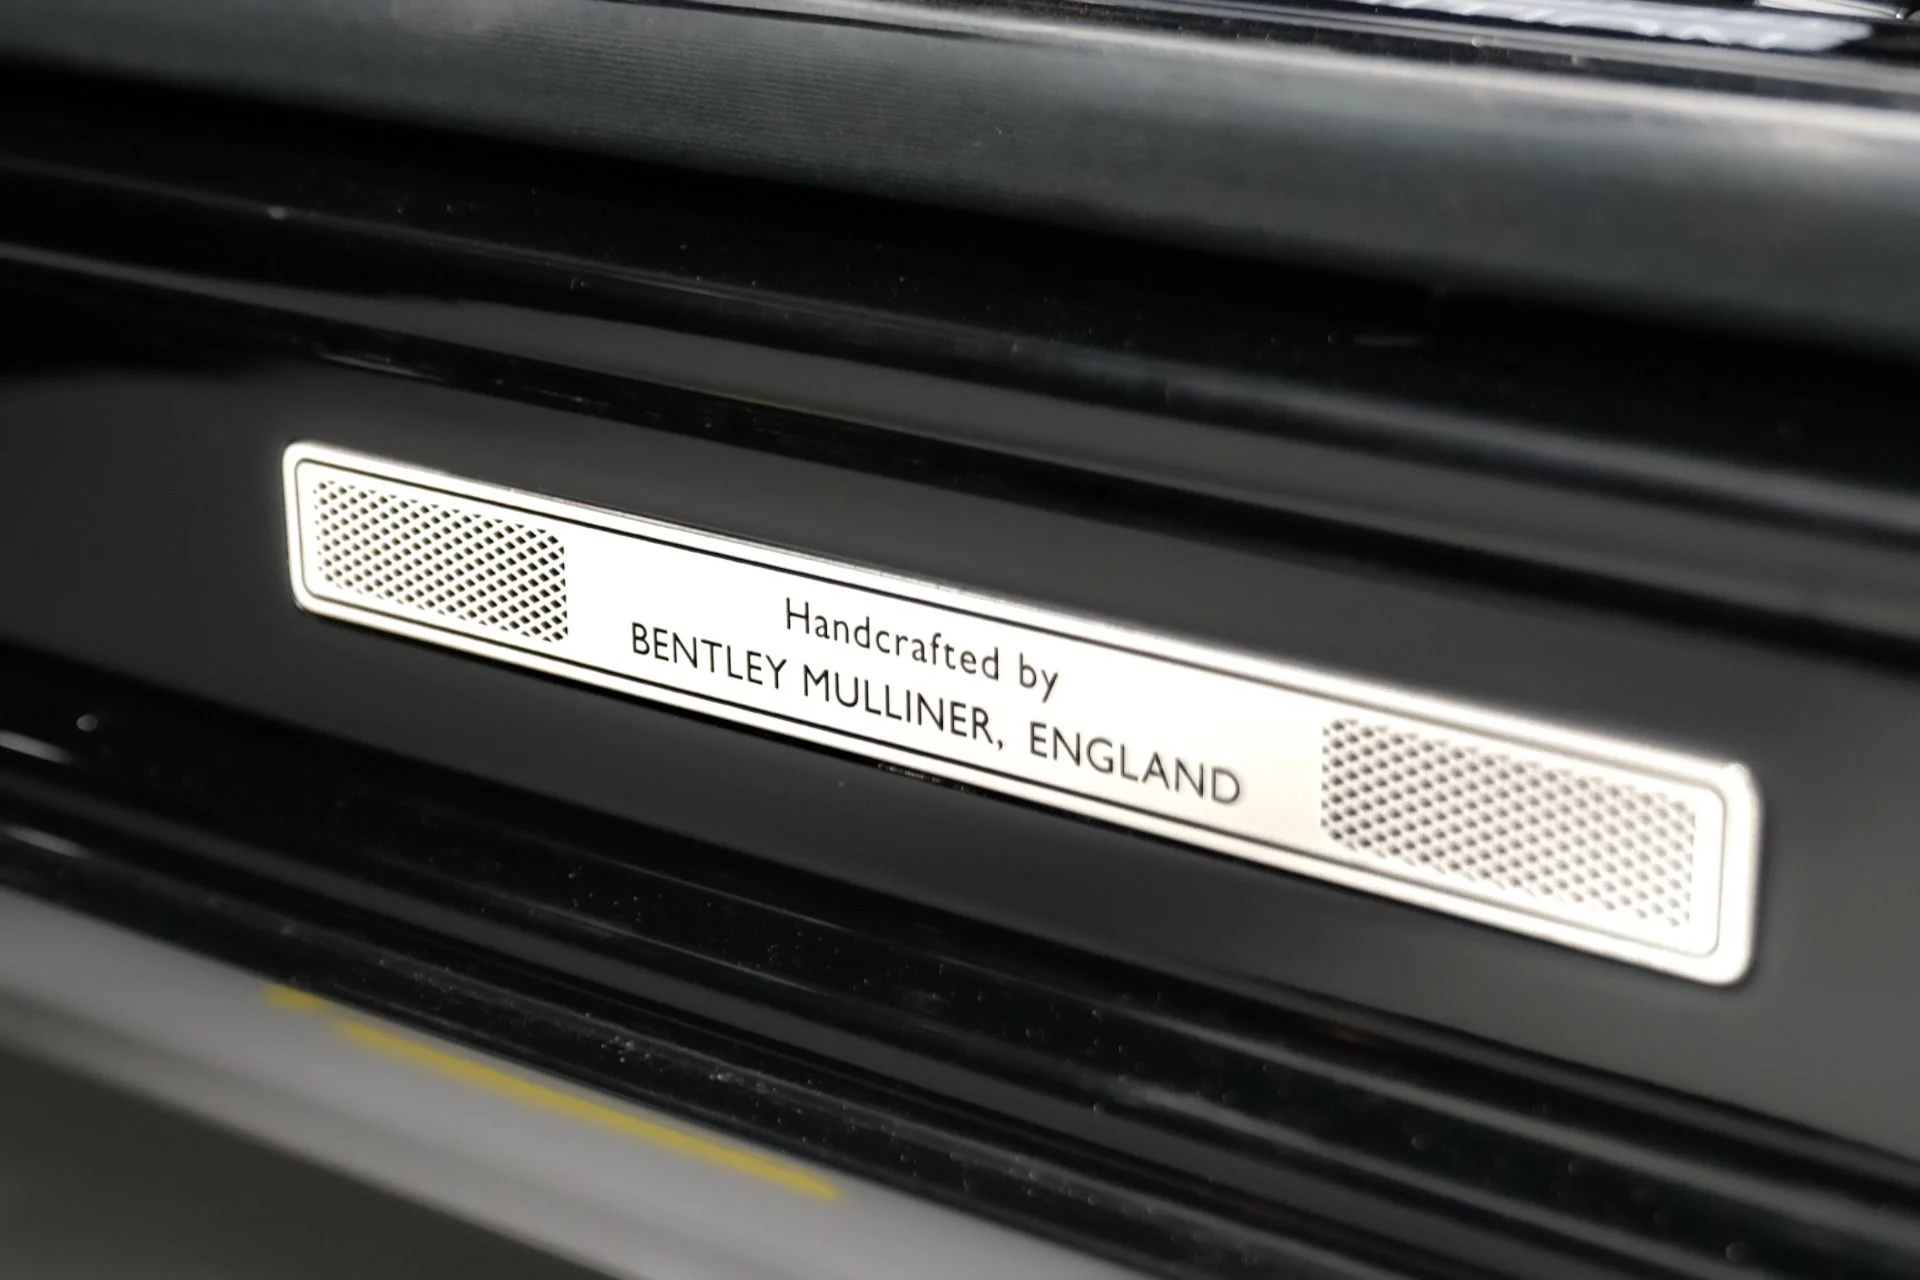 Handcrafted by
BENTLEY MULLINER, ENGLAND